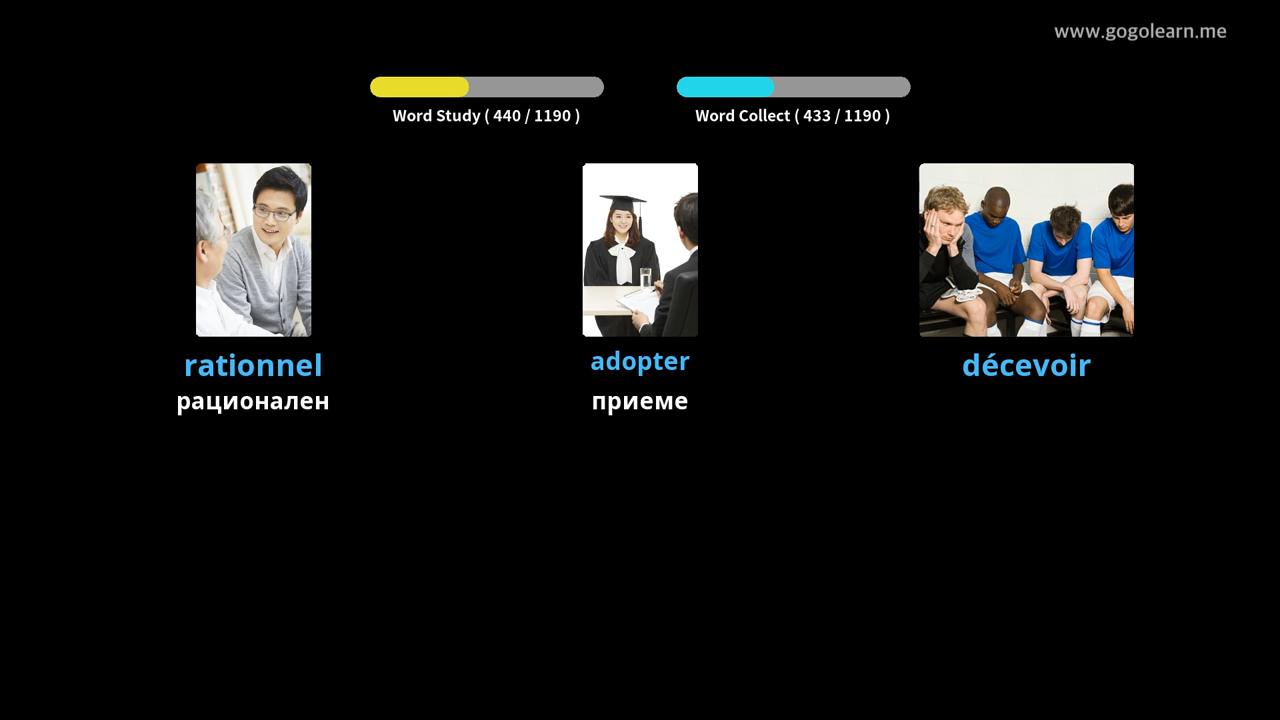 www.gogolearn.me
Word Study ( 440 / 1190 )
Word Collect ( 433 / 1190 )
rationnel
рационален
adopter
приеме
décevoir